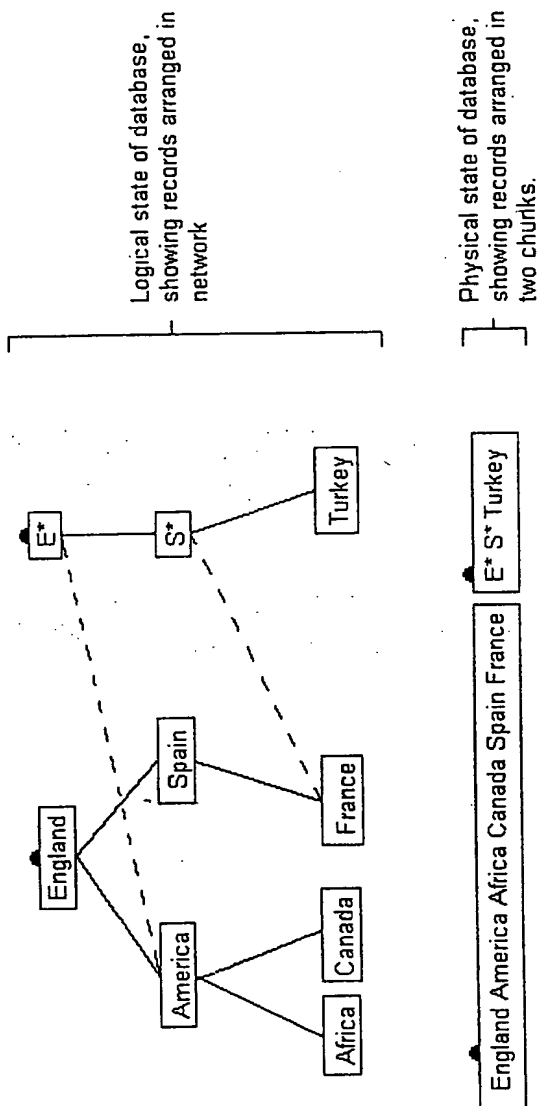 England
E*
America
Spain
S*
Africa
Canada
France
Turkey
Logical state of database,
showing records arranged in
network
England America Africa Canada Spain France
E* S* Turkey
Physical state of database,
showing records arranged in
two chunks.